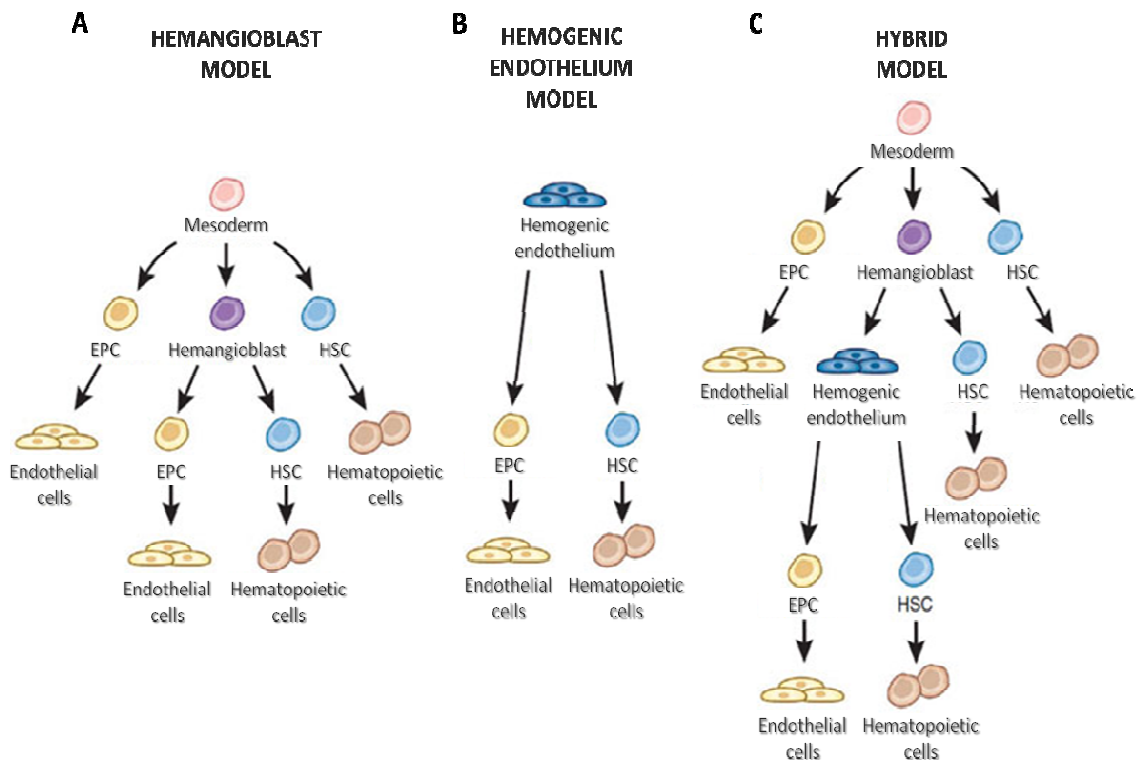 A
HEMANGIOBLAST
MODEL
Mesoderm
EPC
Hemangioblast
HSC
Endothelial
cells
EPC
HSC
Hematopoietic
cells
Endothelial
cells
Hematopoietic
cells
B
HEMOGENIC
ENDOTHELIUM
MODEL
Hemogenic
endothelium
EPC
HSC
Endothelial
cells
Hematopoietic
cells
C
HYBRID
MODEL
Mesoderm
EPC
Hemangioblast
HSC
Endothelial
cells
Hemogenic
endothelium
HSC
Hematopoietic
cells
Hematopoietic
cells
EPC
HSC
Endothelial
cells
Hematopoietic
cells